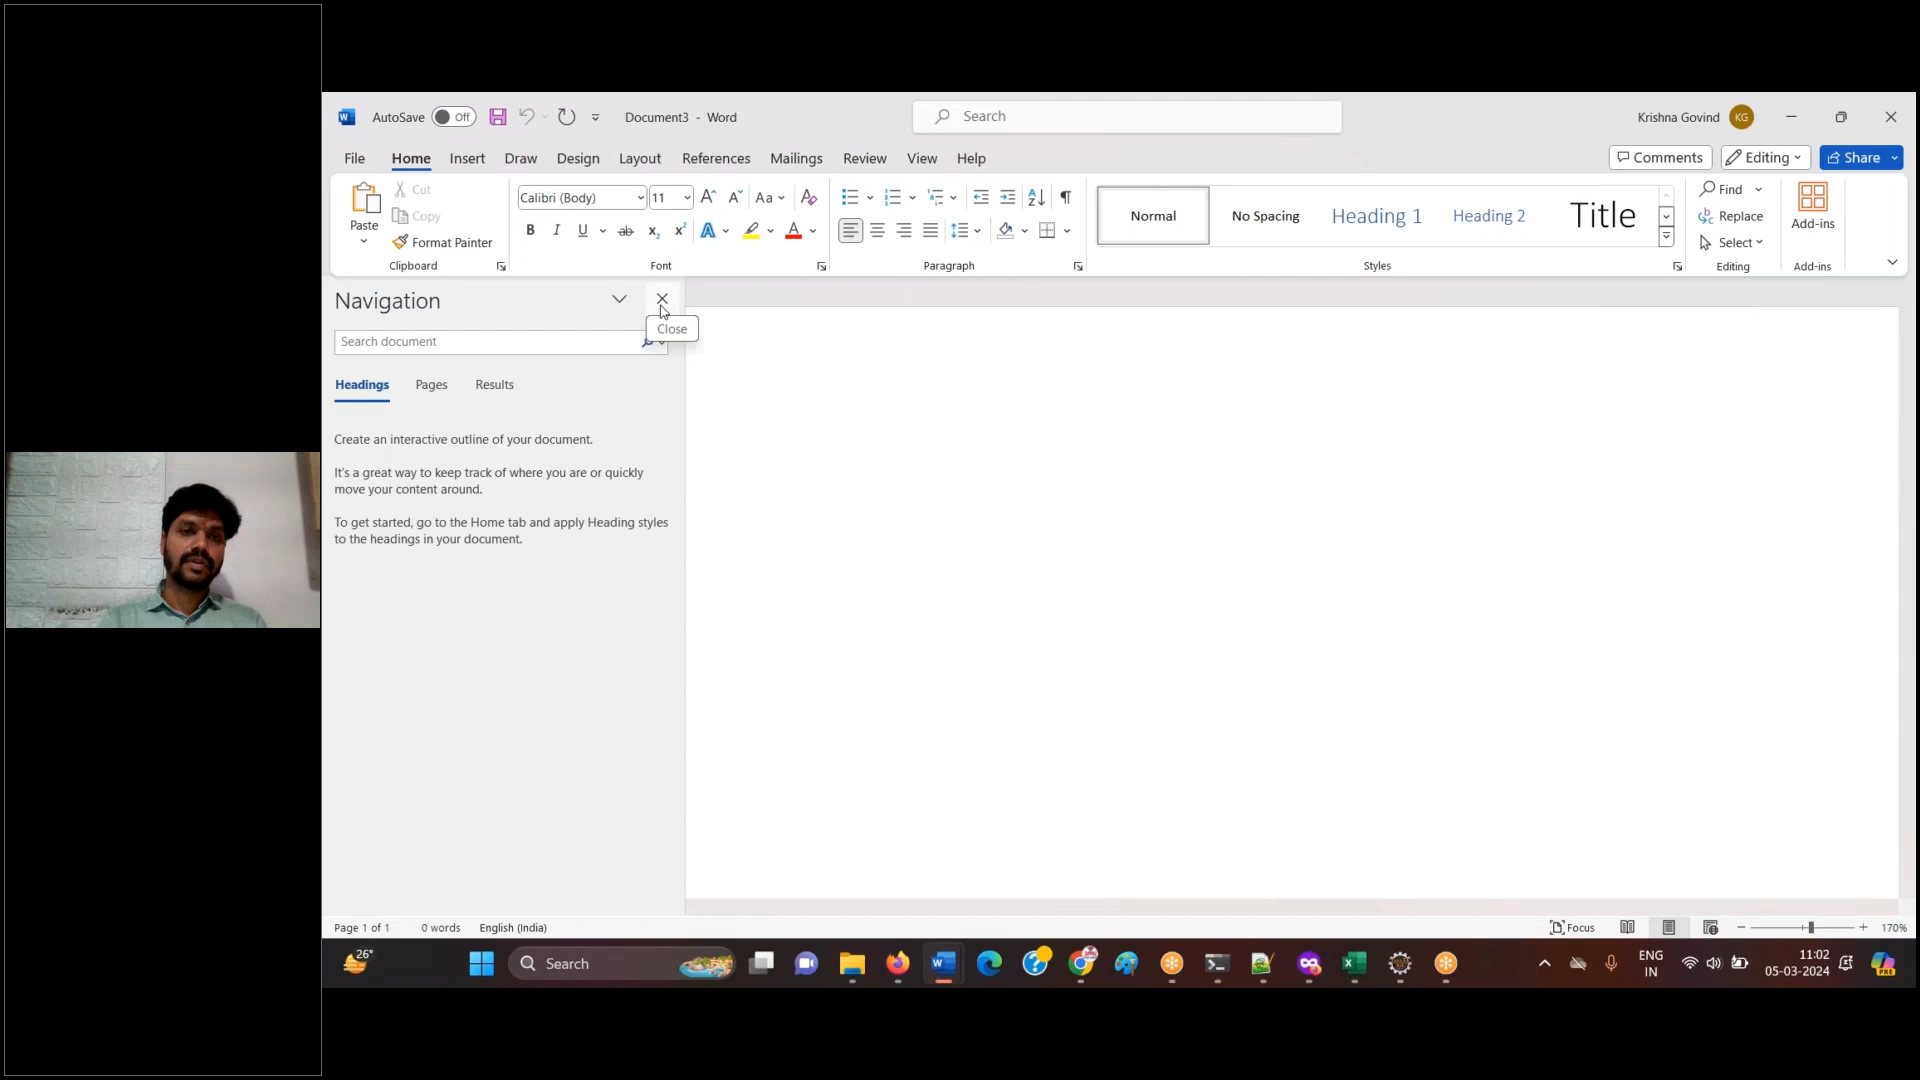 AutoSave Off Document3 - Word Search Krishna Govind KG
File Home Insert Draw Design Layout References Mailings Review View Help Comments Editing Share
Paste
Cut
Copy
Format Painter
Clipboard
Calibri (Body) 11 Aa
B I U ab x₂ x² A A
Font
Paragraph
Normal No Spacing Heading 1 Heading 2 Title
Styles
Find
Replace
Select
Editing
Add-ins
Add-ins
Navigation
Close
Search document
Headings Pages Results
Create an interactive outline of your document.
It's a great way to keep track of where you are or quickly
move your content around.
To get started, go to the Home tab and apply Heading styles
to the headings in your document.
Page 1 of 1 0 words English (India) Focus 170%
26° Search ENG 11:02
IN 05-03-2024
PRE